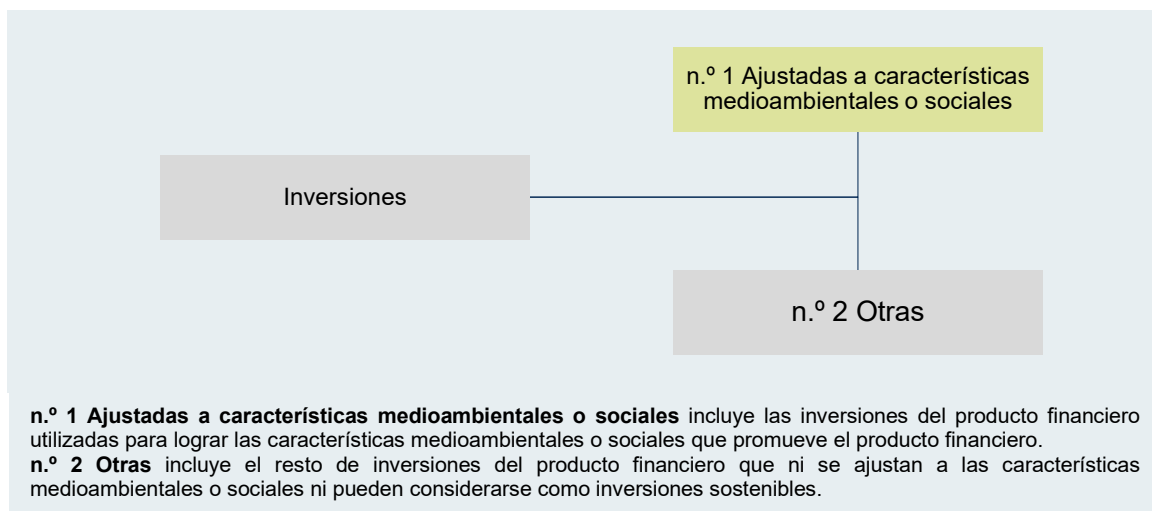 n.º 1 Ajustadas a características
medioambientales o sociales
Inversiones
n.º 2 Otras
n.º 1 Ajustadas a características medioambientales o sociales incluye las inversiones del producto financiero
utilizadas para lograr las características medioambientales o sociales que promueve el producto financiero.
n.º 2 Otras incluye el resto de inversiones del producto financiero que ni se ajustan a las características
medioambientales o sociales ni pueden considerarse como inversiones sostenibles.